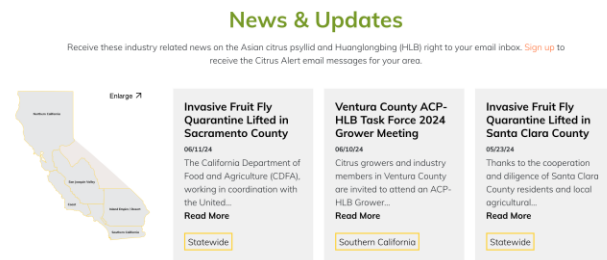 News & Updates
Receive these industry related news on the Asian citrus psyllid and Huanglongbing (HLB) right to your email inbox. Sign up to
receive the Citrus Alert email messages for your area.
Enlarge ↗
Northern California
San Joaquin Valley
Coast
Inland Empire / Desert
Southern California
Invasive Fruit Fly
Quarantine Lifted in
Sacramento County
06/11/24
The California Department of
Food and Agriculture (CDFA),
working in coordination with
the United...
Read More
Statewide
Ventura County ACP-
HLB Task Force 2024
Grower Meeting
06/10/24
Citrus growers and industry
members in Ventura County
are invited to attend an ACP-
HLB Grower...
Read More
Southern California
Invasive Fruit Fly
Quarantine Lifted in
Santa Clara County
05/23/24
Thanks to the cooperation
and diligence of Santa Clara
County residents and local
agricultural...
Read More
Statewide